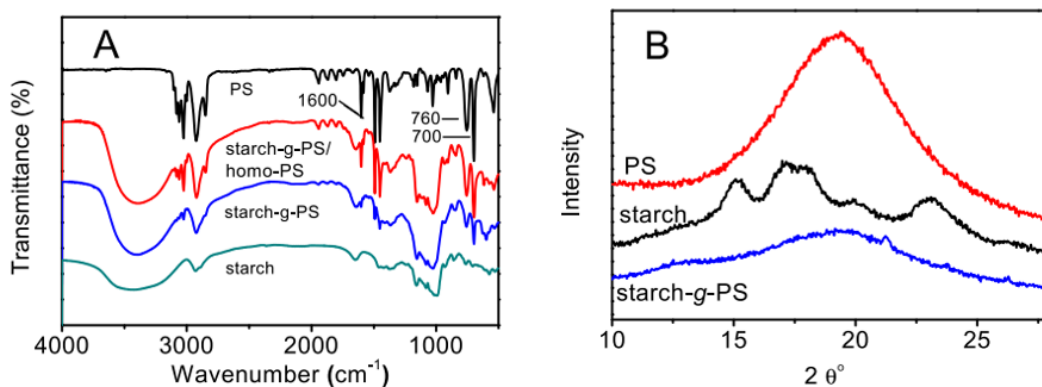 A
PS
1600
760
700
starch-g-PS/
homo-PS
starch-g-PS
starch
Transmittance (%)
4000 3000 2000 1000
Wavenumber (cm⁻¹)
B
PS
starch
starch-g-PS
Intensity
10 15 20 25
2 θ°